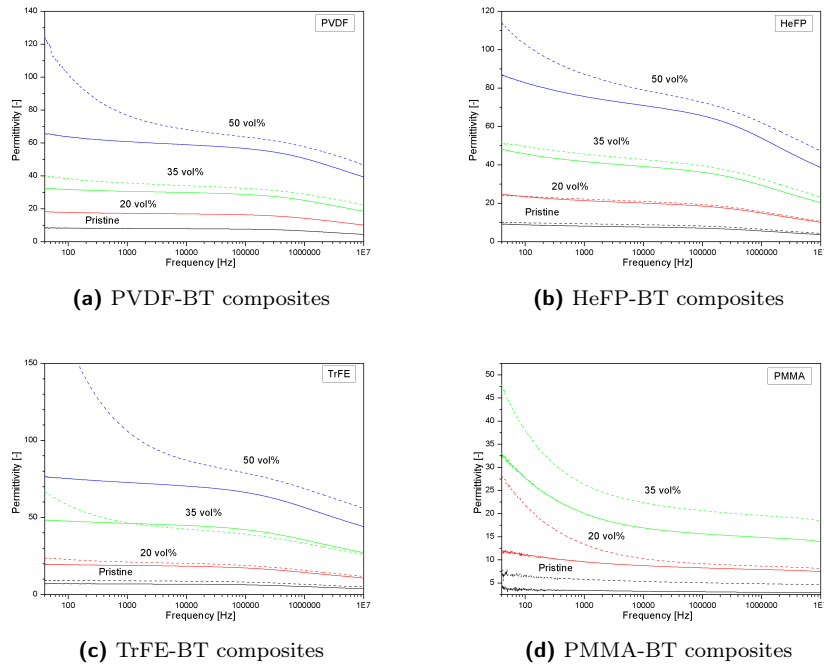 PVDF
140
120
100
80
60
40
20
0
Permittivity [-]
50 vol%
35 vol%
20 vol%
Pristine
100 1000 10000 100000 1000000 1E7
Frequency [Hz]
(a) PVDF-BT composites
HeFP
120
100
80
60
40
20
0
Permittivity [-]
50 vol%
35 vol%
20 vol%
Pristine
100 1000 10000 100000 1000000 1E
Frequency [Hz]
(b) HeFP-BT composites
TrFE
150
100
50
0
Permittivity [-]
50 vol%
35 vol%
20 vol%
Pristine
100 1000 10000 100000 1000000 1E7
Frequency [Hz]
(c) TrFE-BT composites
PMMA
50
45
40
35
30
25
20
15
10
5
Permittivity [-]
35 vol%
20 vol%
Pristine
100 1000 10000 100000 1000000 1E
Frequency [Hz]
(d) PMMA-BT composites